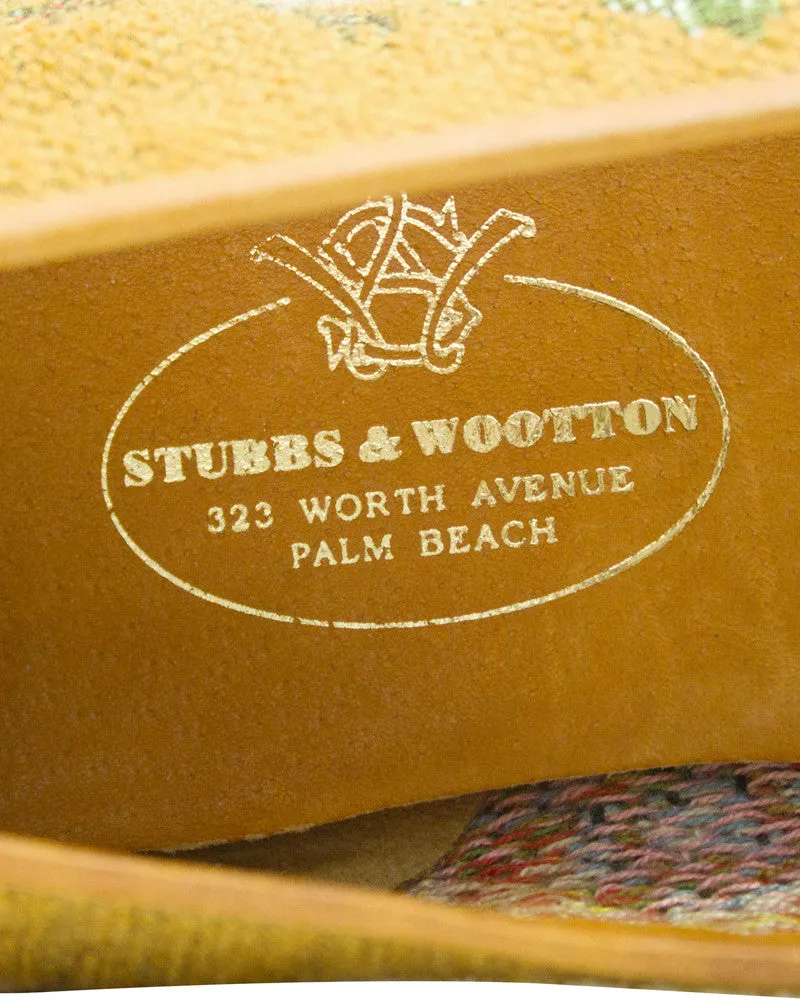 STUBBS & WOOTTON
323 WORTH AVENUE
PALM BEACH